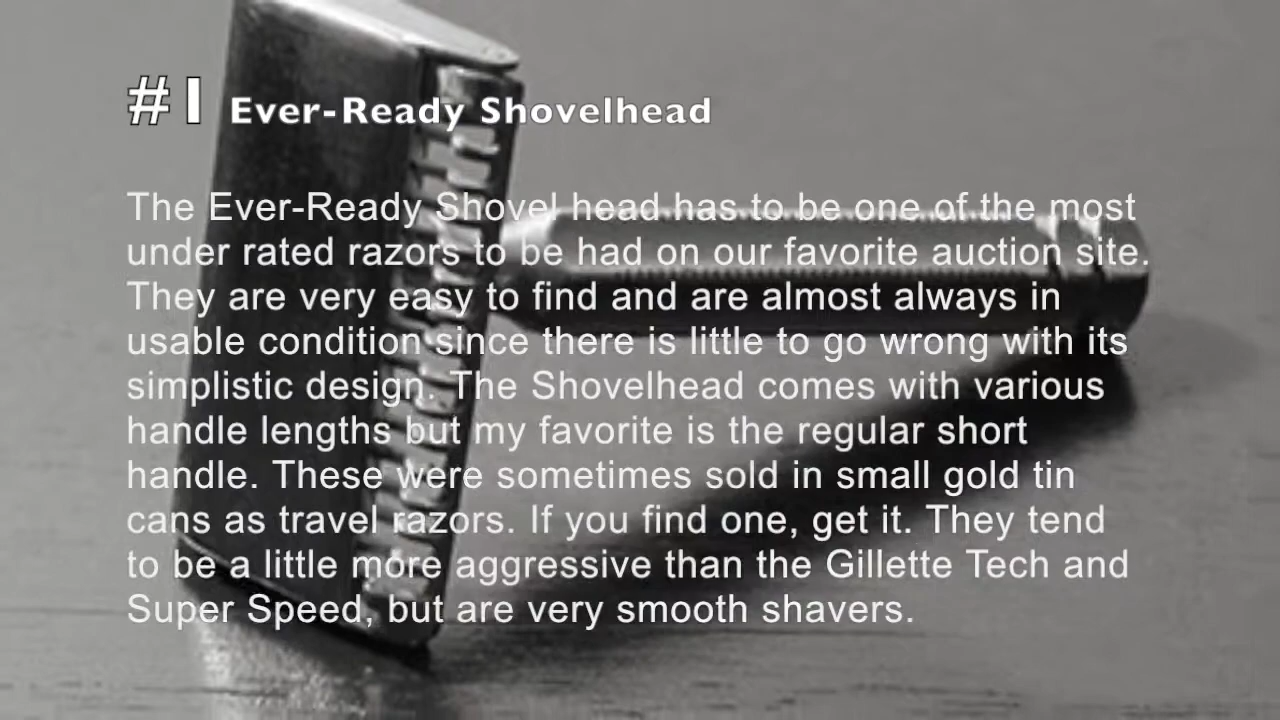 #1 Ever-Ready Shovelhead
The Ever-Ready Shovel head has to be one of the most
under rated razors to be had on our favorite auction site.
They are very easy to find and are almost always in
usable condition since there is little to go wrong with its
simplistic design. The Shovelhead comes with various
handle lengths but my favorite is the regular short
handle. These were sometimes sold in small gold tin
cans as travel razors. If you find one, get it. They tend
to be a little more aggressive than the Gillette Tech and
Super Speed, but are very smooth shavers.